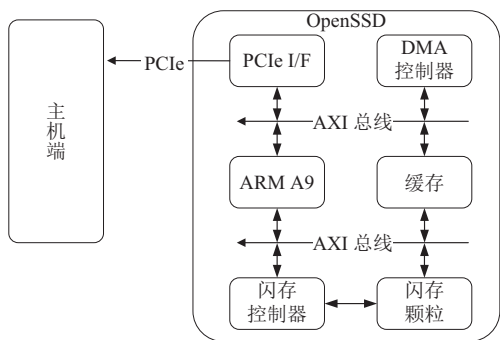 OpenSSD
PCIe
PCIe I/F
DMA
控制器
AXI 总线
主
机
端
ARM A9
缓存
AXI 总线
闪存
控制器
闪存
颗粒